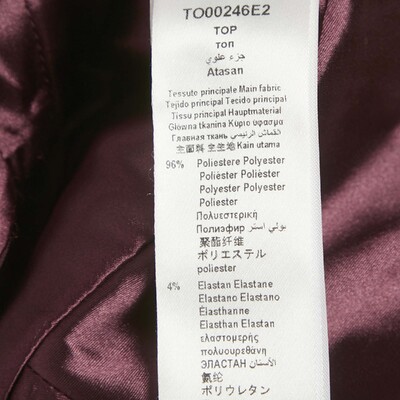 TO00246E2
TOP
ТОП
جزء علوي
Atasan
Tessuto principale Main fabric
Tejido principal Tecido principal
Tissu principal Hauptmaterial
Główna tkanina Κύριο ύφασμα
Главная ткань القماش الرئيسي
主面料 主生地 Kain utama
96% Poliestere Polyester
Poliéster Poliéster
Polyester Polyester
Poliester
Πολυεστερική
Полиэфир بولي استر
聚酯纤维
ポリエステル
poliester
4% Elastan Elastane
Elastano Elastano
Élasthanne
Elasthan Elastan
ελαστομερής
πολυουρεθάνη
ЭЛАСТАН الأسنان
氨纶
ポリウレタン